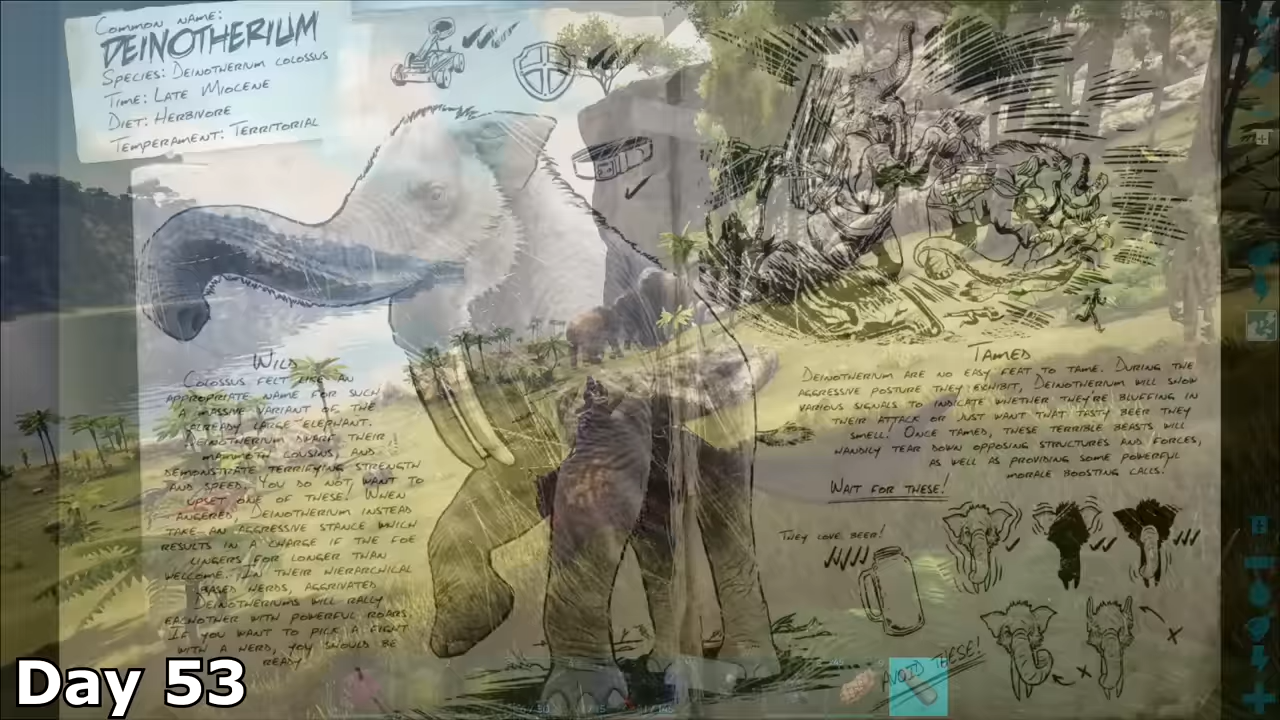 Common name:
DEINOTHERIUM
Species: Deinotherium colossus
Time: Late Miocene
Diet: Herbivore
Temperament: Territorial
Wild
Colossus felt like an
appropriate name for such
a massive variant of the
already large elephant.
Deinotherium dwarf their
mammoth cousins, and
demonstrate terrifying strength
and speed. You do not want to
upset one of these! When
angered, Deinotherium instead
take an aggressive stance which
results in a charge if the foe
lingers for longer than
welcome. In their hierarchical
based herds, aggrivated
Deinotheriums will rally
eachother with powerful roars.
If you want to pick a fight
with a herd, you should be
ready
Tamed
Deinotherium are no easy feat to tame. During the
aggressive posture they exhibit, Deinotherium will show
various signals to indicate whether they're bluffing in
their attack or just want that tasty beer they
smell! Once tamed, these terrible beasts will
handily tear down opposing structures and forces,
as well as providing some powerful
morale boosting calls!
Wait for these!
They love beer!
Avoid these!
Day 53